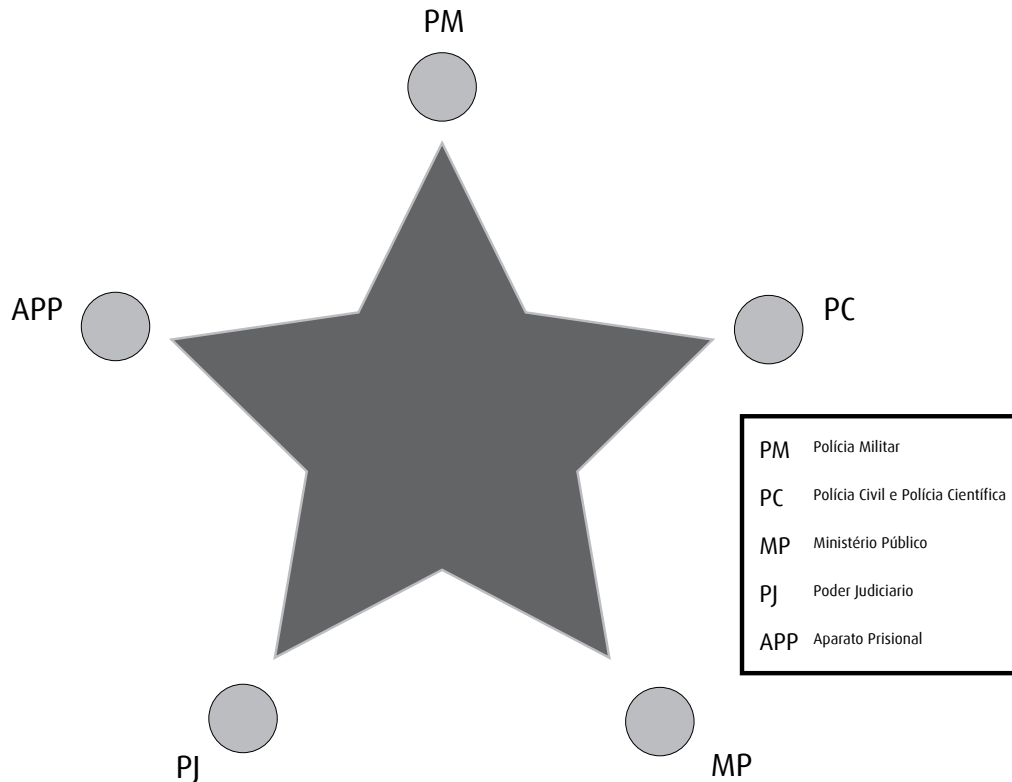 PM
APP
PC
PM Polícia Militar
PC Polícia Civil e Polícia Científica
MP Ministério Público
PJ Poder Judiciario
APP Aparato Prisional
PJ
MP